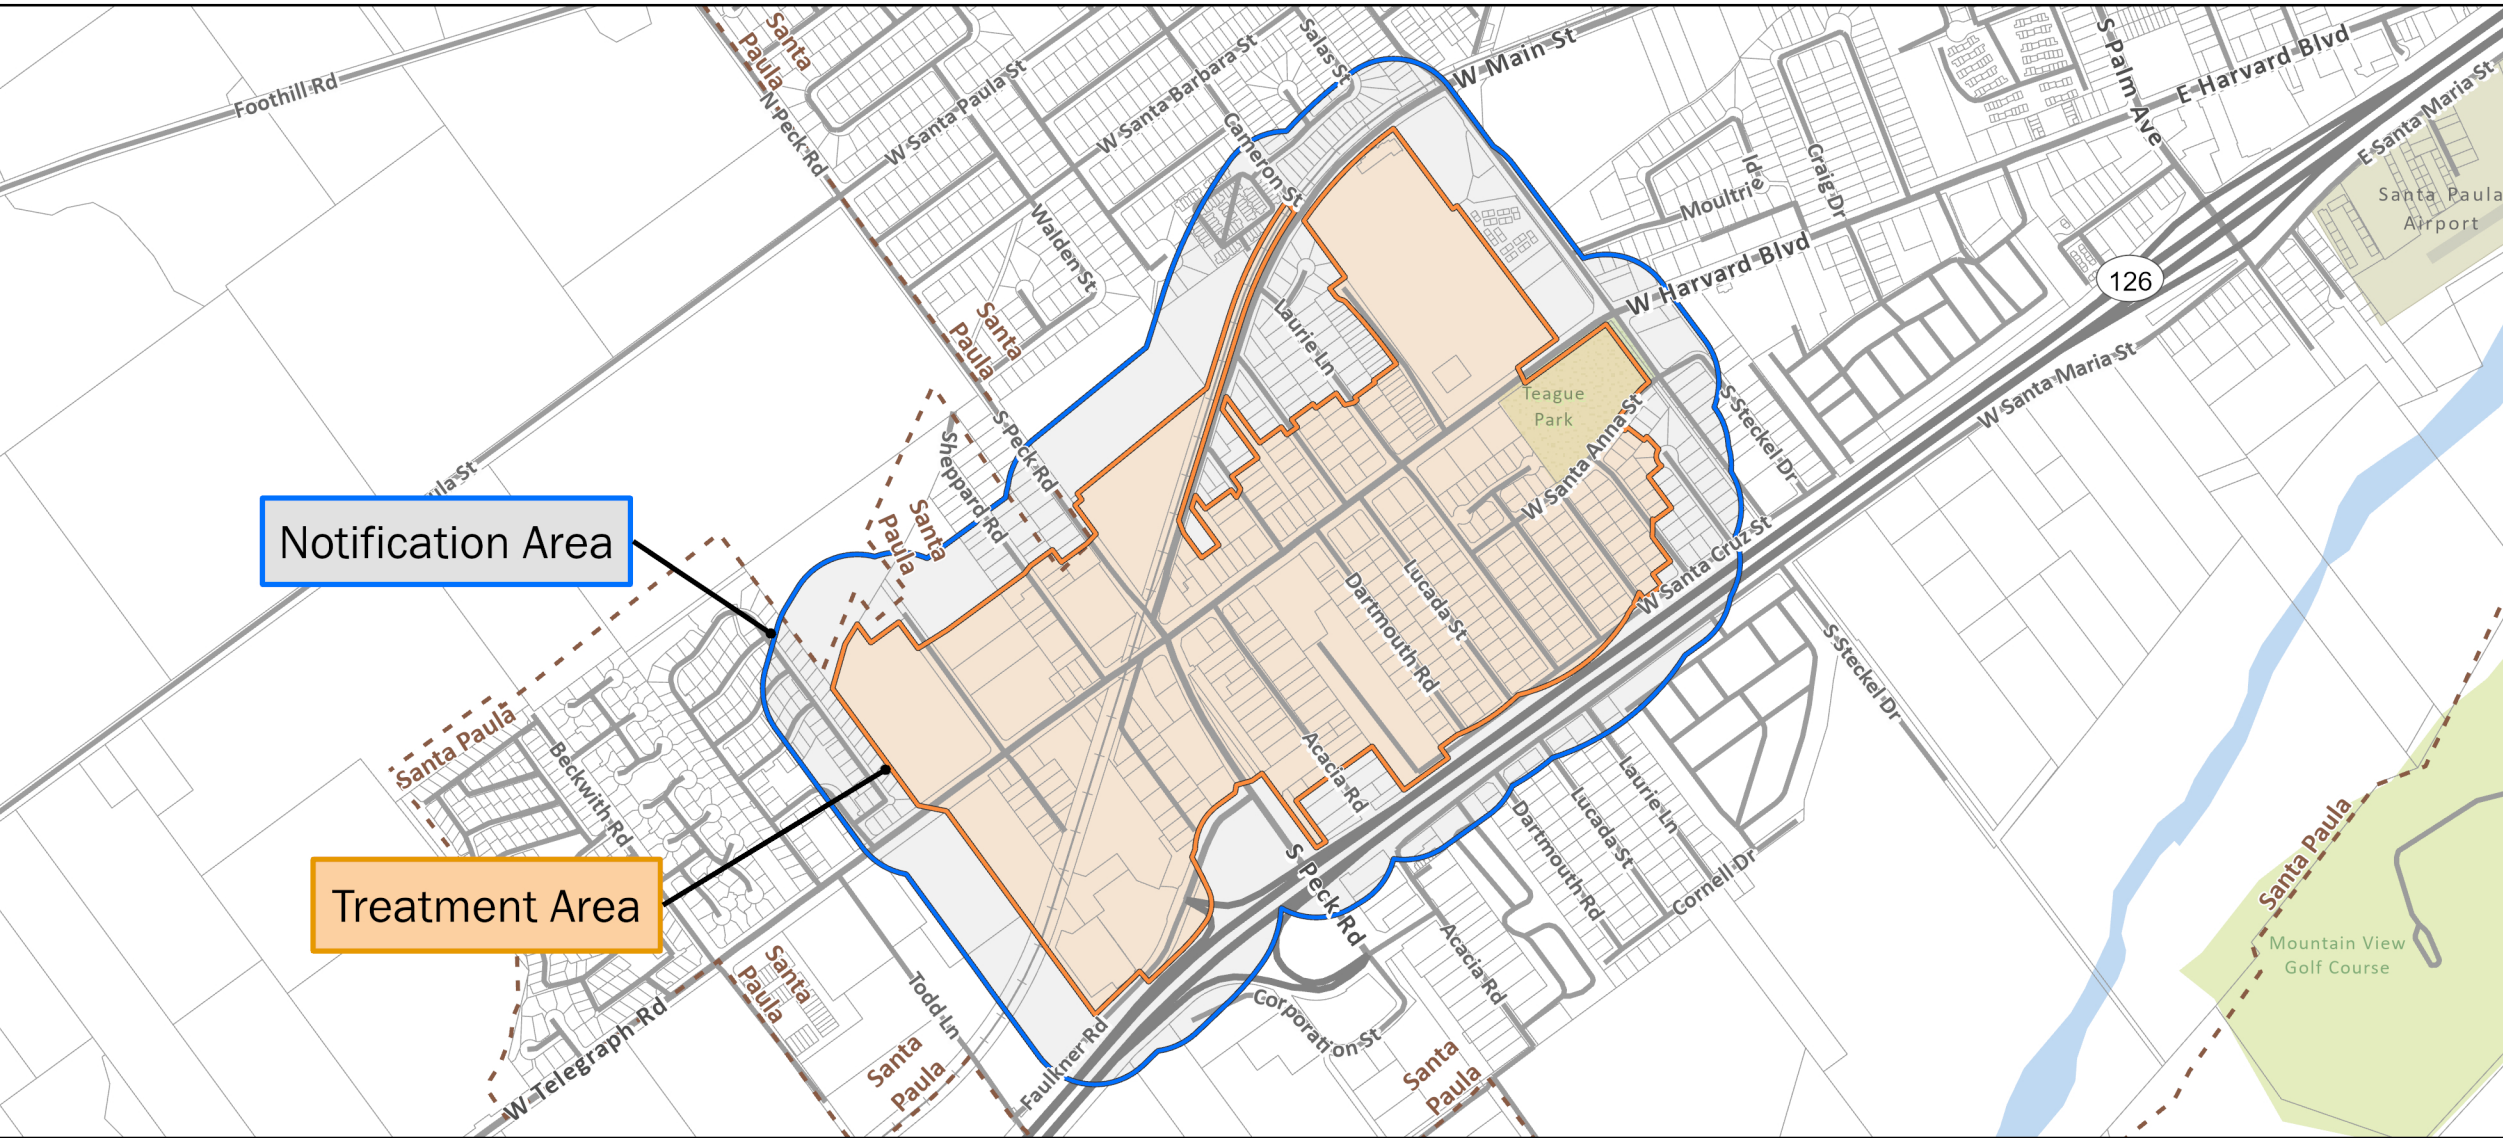 Foothill Rd
Santa
Paula
N Peck Rd
W Santa Paula St
W Santa Barbara St
Salas St
Cameron St
W Main St
S Palm Ave
E Harvard Blvd
E Santa Maria St
Santa Paula
Airport
126
Craig Dr
Moultrie
W Harvard Blvd
Walden St
Santa
Paula
Laurie Ln
Teague
Park
W Santa Anna St
S Steckel Dr
W Santa Maria St
S Peck Rd
Sheppard Rd
Santa
Paula
ula St
Notification Area
W Santa Cruz St
Lucada St
Dartmouth Rd
S Steckel Dr
Santa Paula
Beckwith Rd
Acacia Rd
Laurie Ln
Lucada St
Dartmouth Rd
Cornell Dr
Treatment Area
S Peck Rd
Acacia Rd
Santa Paula
Mountain View
Golf Course
Santa
Paula
Todd Ln
Corporation St
W Telegraph Rd
Faulkner Rd
Santa
Paula
Santa
Paula